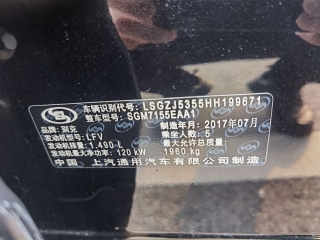 车辆识别代号: LSGZJ5355HH199671
整车型号: SGM7155EAA1
品牌: 别克 制造年月: 2017年07月
发动机型号: LFV 乘坐人数: 5
发动机排量: 1.490 L 最大允许总质量:
发动机最大净功率: 120 kW 1960 kg
中国 上汽通用汽车有限公司